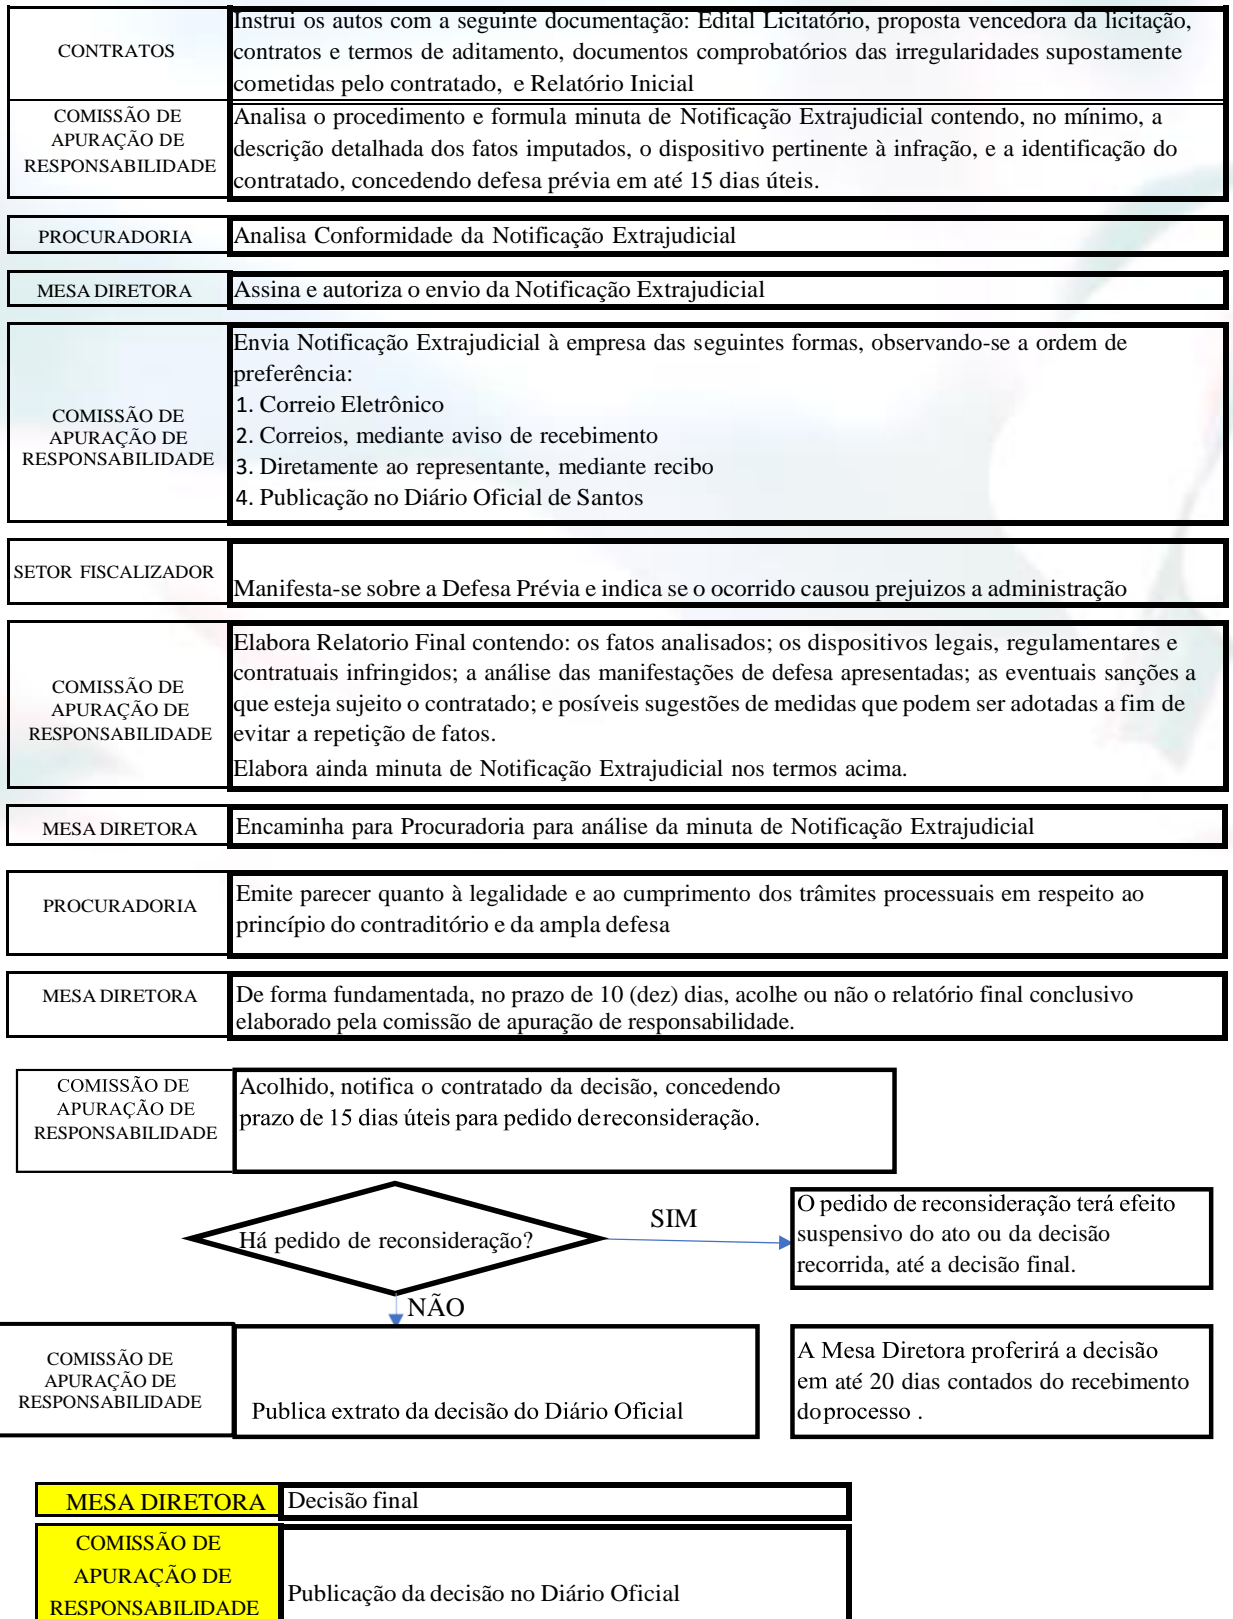 CONTRATOS
Instrui os autos com a seguinte documentação: Edital Licitatório, proposta vencedora da licitação,
contratos e termos de aditamento, documentos comprobatórios das irregularidades supostamente
cometidas pelo contratado, e Relatório Inicial
COMISSÃO DE
APURAÇÃO DE
RESPONSABILIDADE
Analisa o procedimento e formula minuta de Notificação Extrajudicial contendo, no mínimo, a
descrição detalhada dos fatos imputados, o dispositivo pertinente à infração, e a identificação do
contratado, concedendo defesa prévia em até 15 dias úteis.
PROCURADORIA
Analisa Conformidade da Notificação Extrajudicial
MESA DIRETORA
Assina e autoriza o envio da Notificação Extrajudicial
COMISSÃO DE
APURAÇÃO DE
RESPONSABILIDADE
Envia Notificação Extrajudicial à empresa das seguintes formas, observando-se a ordem de
preferência:
1. Correio Eletrônico
2. Correios, mediante aviso de recebimento
3. Diretamente ao representante, mediante recibo
4. Publicação no Diário Oficial de Santos
SETOR FISCALIZADOR
Manifesta-se sobre a Defesa Prévia e indica se o ocorrido causou prejuizos a administração
COMISSÃO DE
APURAÇÃO DE
RESPONSABILIDADE
Elabora Relatorio Final contendo: os fatos analisados; os dispositivos legais, regulamentares e
contratuais infringidos; a análise das manifestações de defesa apresentadas; as eventuais sanções a
que esteja sujeito o contratado; e posíveis sugestões de medidas que podem ser adotadas a fim de
evitar a repetição de fatos.
Elabora ainda minuta de Notificação Extrajudicial nos termos acima.
MESA DIRETORA
Encaminha para Procuradoria para análise da minuta de Notificação Extrajudicial
PROCURADORIA
Emite parecer quanto à legalidade e ao cumprimento dos trâmites processuais em respeito ao
princípio do contraditório e da ampla defesa
MESA DIRETORA
De forma fundamentada, no prazo de 10 (dez) dias, acolhe ou não o relatório final conclusivo
elaborado pela comissão de apuração de responsabilidade.
COMISSÃO DE
APURAÇÃO DE
RESPONSABILIDADE
Acolhido, notifica o contratado da decisão, concedendo
prazo de 15 dias úteis para pedido de reconsideração.
Há pedido de reconsideração?
SIM
O pedido de reconsideração terá efeito
suspensivo do ato ou da decisão
recorrida, até a decisão final.
NÃO
COMISSÃO DE
APURAÇÃO DE
RESPONSABILIDADE
Publica extrato da decisão do Diário Oficial
A Mesa Diretora proferirá a decisão
em até 20 dias contados do recebimento
do processo .
MESA DIRETORA
Decisão final
COMISSÃO DE
APURAÇÃO DE
RESPONSABILIDADE
Publicação da decisão no Diário Oficial